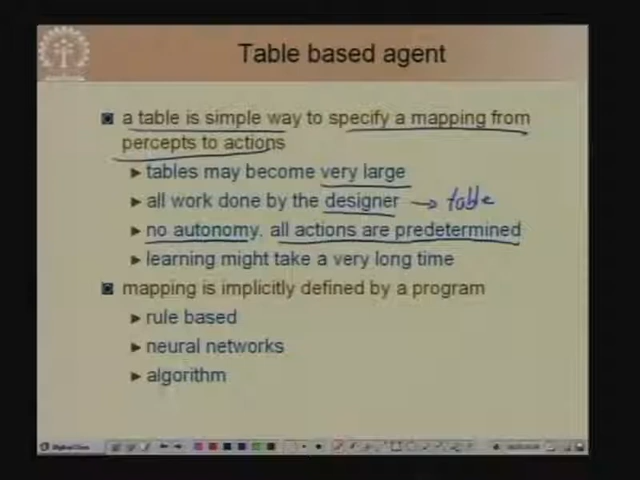 Table based agent
a table is simple way to specify a mapping from
percepts to actions
tables may become very large
all work done by the designer → table
no autonomy, all actions are predetermined
learning might take a very long time
mapping is implicitly defined by a program
rule based
neural networks
algorithm